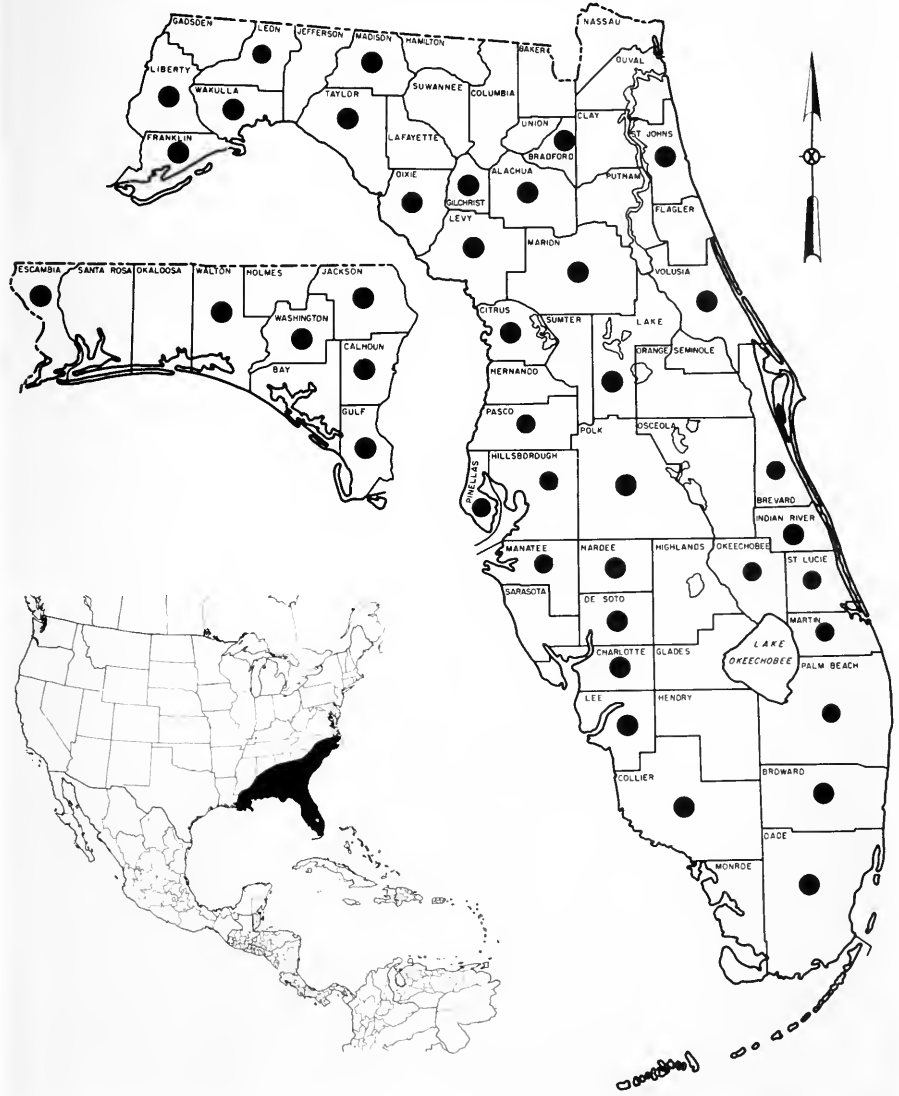 GADSDEN
LEON
JEFFERSON
MADISON
HAMILTON
NASSAU
BAKER
DUVAL
LIBERTY
WAKULLA
TAYLOR
SUWANNEE
COLUMBIA
UNION
CLAY
FRANKLIN
LAFAYETTE
BRADFORD
ST JOHNS
DIXIE
GILCHRIST
ALACHUA
PUTNAM
LEVY
FLAGLER
MARION
ESCAMBIA
SANTA ROSA
OKALOOSA
WALTON
HOLMES
JACKSON
VOLUSIA
WASHINGTON
CITRUS
SUMTER
LAKE
CALHOUN
BAY
ORANGE
SEMINOLE
HERNANDO
GULF
PASCO
POLK
OSCEOLA
HILLSBOROUGH
PINELLAS
BREVARD
INDIAN RIVER
MANATEE
HARDEE
HIGHLANDS
OKEECHOBEE
ST LUCIE
SARASOTA
DE SOTO
MARTIN
CHARLOTTE
GLADES
LAKE
OKEECHOBEE
PALM BEACH
LEE
HENDRY
COLLIER
BROWARD
DADE
MONROE